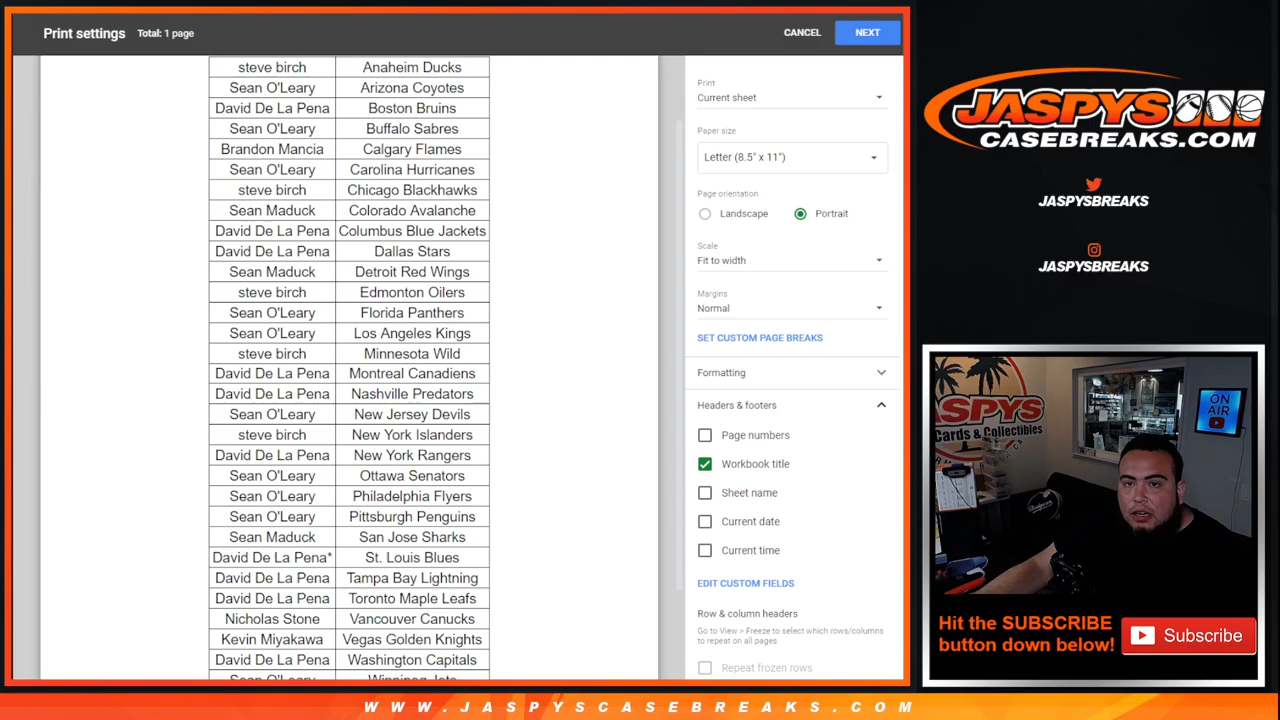 Print settings Total: 1 page CANCEL NEXT
steve birch Anaheim Ducks
Sean O'Leary Arizona Coyotes
David De La Pena Boston Bruins
Sean O'Leary Buffalo Sabres
Brandon Mancia Calgary Flames
Sean O'Leary Carolina Hurricanes
steve birch Chicago Blackhawks
Sean Maduck Colorado Avalanche
David De La Pena Columbus Blue Jackets
David De La Pena Dallas Stars
Sean Maduck Detroit Red Wings
steve birch Edmonton Oilers
Sean O'Leary Florida Panthers
Sean O'Leary Los Angeles Kings
steve birch Minnesota Wild
David De La Pena Montreal Canadiens
David De La Pena Nashville Predators
Sean O'Leary New Jersey Devils
steve birch New York Islanders
David De La Pena New York Rangers
Sean O'Leary Ottawa Senators
Sean O'Leary Philadelphia Flyers
Sean O'Leary Pittsburgh Penguins
Sean Maduck San Jose Sharks
David De La Pena* St. Louis Blues
David De La Pena Tampa Bay Lightning
David De La Pena Toronto Maple Leafs
Nicholas Stone Vancouver Canucks
Kevin Miyakawa Vegas Golden Knights
David De La Pena Washington Capitals
Sean O'Leary Winnipeg Jets
Print
Current sheet
Paper size
Letter (8.5" x 11")
Page orientation
Landscape Portrait
Scale
Fit to width
Margins
Normal
SET CUSTOM PAGE BREAKS
Formatting
Headers & footers
Page numbers
Workbook title
Sheet name
Current date
Current time
EDIT CUSTOM FIELDS
Row & column headers
Go to View > Freeze to select which rows/columns
to repeat on all pages
Repeat frozen rows
JASPYS
CASEBREAKS.COM
JASPYSBREAKS
JASPYSBREAKS
JASPYS
Cards & Collectibles
ON
AIR
Hit the SUBSCRIBE
button down below!
Subscribe
WWW.JASPYSCASEBREAKS.COM